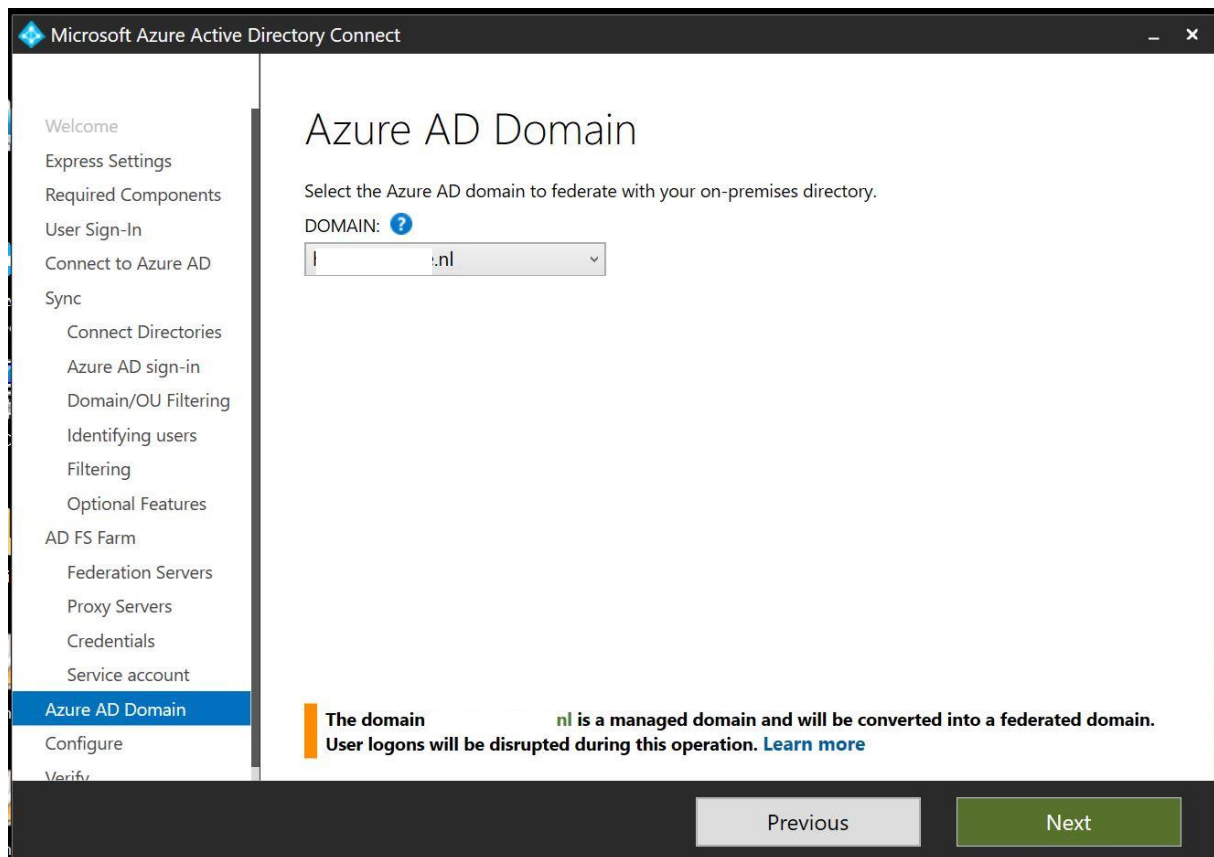 Microsoft Azure Active Directory Connect
Welcome
Express Settings
Required Components
User Sign-In
Connect to Azure AD
Sync
Connect Directories
Azure AD sign-in
Domain/OU Filtering
Identifying users
Filtering
Optional Features
AD FS Farm
Federation Servers
Proxy Servers
Credentials
Service account
Azure AD Domain
Configure
Verify
Azure AD Domain
Select the Azure AD domain to federate with your on-premises directory.
DOMAIN: ?
.nl
The domain nl is a managed domain and will be converted into a federated domain.
User logons will be disrupted during this operation. Learn more
Previous
Next